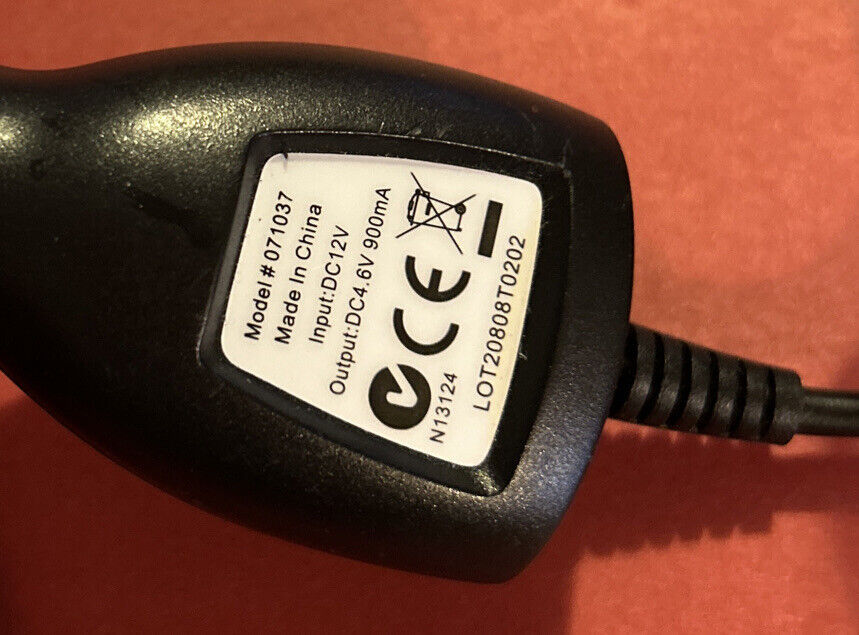 Model # 071037
Made In China
Input:DC12V
Output:DC4.6V 900mA
CE
N13124
LOT20808T0202